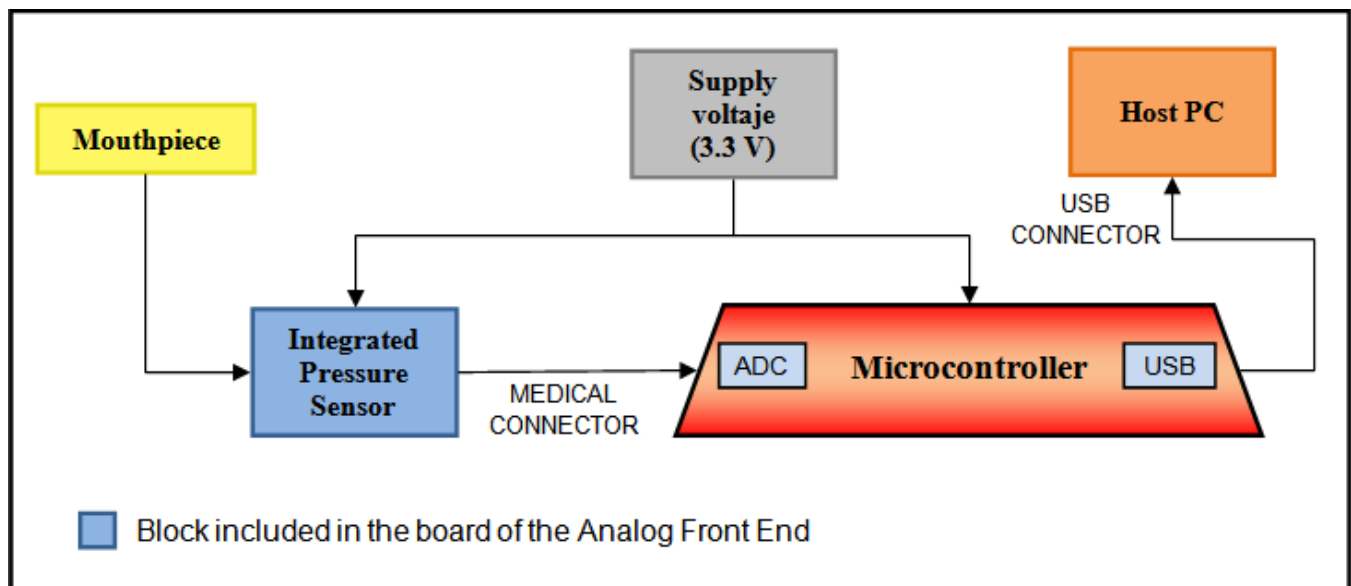 Mouthpiece
Supply
voltaje
(3.3 V)
Host PC
USB
CONNECTOR
Integrated
Pressure
Sensor
MEDICAL
CONNECTOR
ADC
Microcontroller
USB
Block included in the board of the Analog Front End